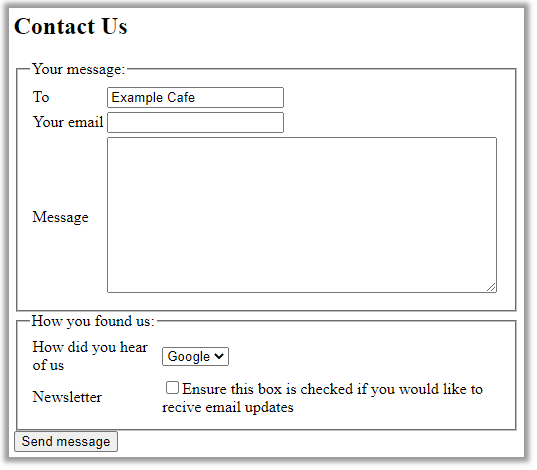 Contact Us
Your message:
To Example Cafe
Your email
Message
How you found us:
How did you hear
of us
Google
Newsletter
Ensure this box is checked if you would like to
recive email updates
Send message